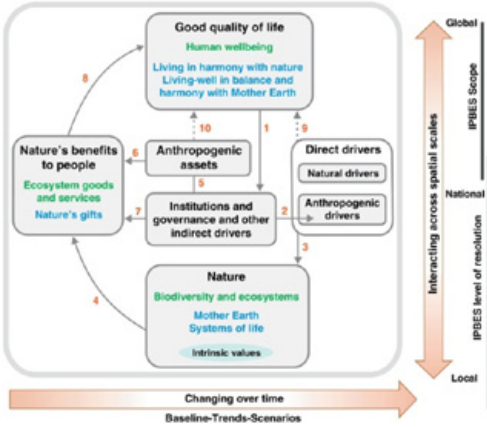 Good quality of life
Human wellbeing
Living in harmony with nature
Living-well in balance and
harmony with Mother Earth
8
10
1
9
Nature's benefits
to people
Ecosystem goods
and services
Nature's gifts
6
Anthropogenic
assets
5
7
Institutions and
governance and other
indirect drivers
2
Direct drivers
Natural drivers
Anthropogenic
drivers
3
4
Nature
Biodiversity and ecosystems
Mother Earth
Systems of life
Intrinsic values
Changing over time
Baseline-Trends-Scenarios
Interacting across spatial scales
Global
IPBES Scope
National
IPBES level of resolution
Local